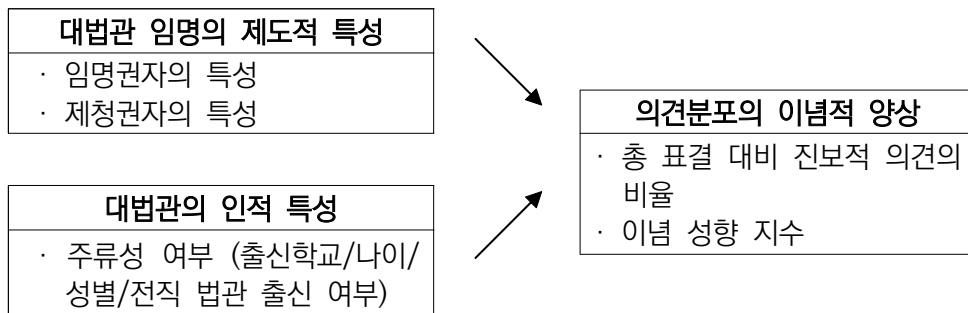 대법관 임명의 제도적 특성
· 임명권자의 특성
· 제청권자의 특성
대법관의 인적 특성
· 주류성 여부 (출신학교/나이/
성별/전직 법관 출신 여부)
의견분포의 이념적 양상
· 총 표결 대비 진보적 의견의
비율
· 이념 성향 지수